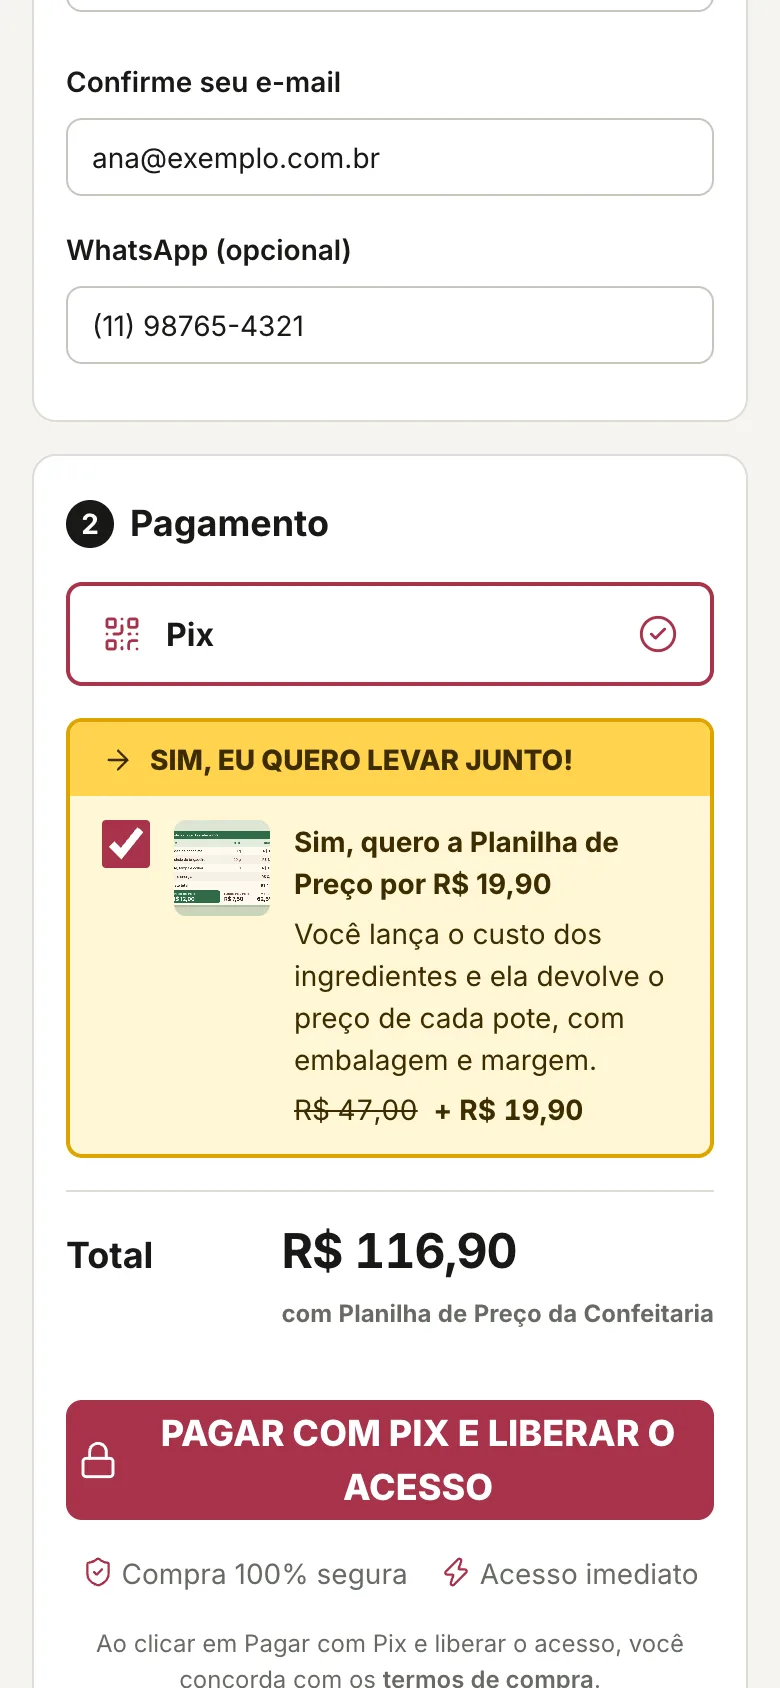 Confirme seu e-mail
ana@exemplo.com.br
WhatsApp (opcional)
(11) 98765-4321
2 Pagamento
Pix
SIM, EU QUERO LEVAR JUNTO!
Sim, quero a Planilha de
Preço por R$ 19,90
Você lança o custo dos
ingredientes e ela devolve o
preço de cada pote, com
embalagem e margem.
R$ 47,00 + R$ 19,90
Total R$ 116,90
com Planilha de Preço da Confeitaria
PAGAR COM PIX E LIBERAR O
ACESSO
Compra 100% segura Acesso imediato
Ao clicar em Pagar com Pix e liberar o acesso, você
concorda com os termos de compra.